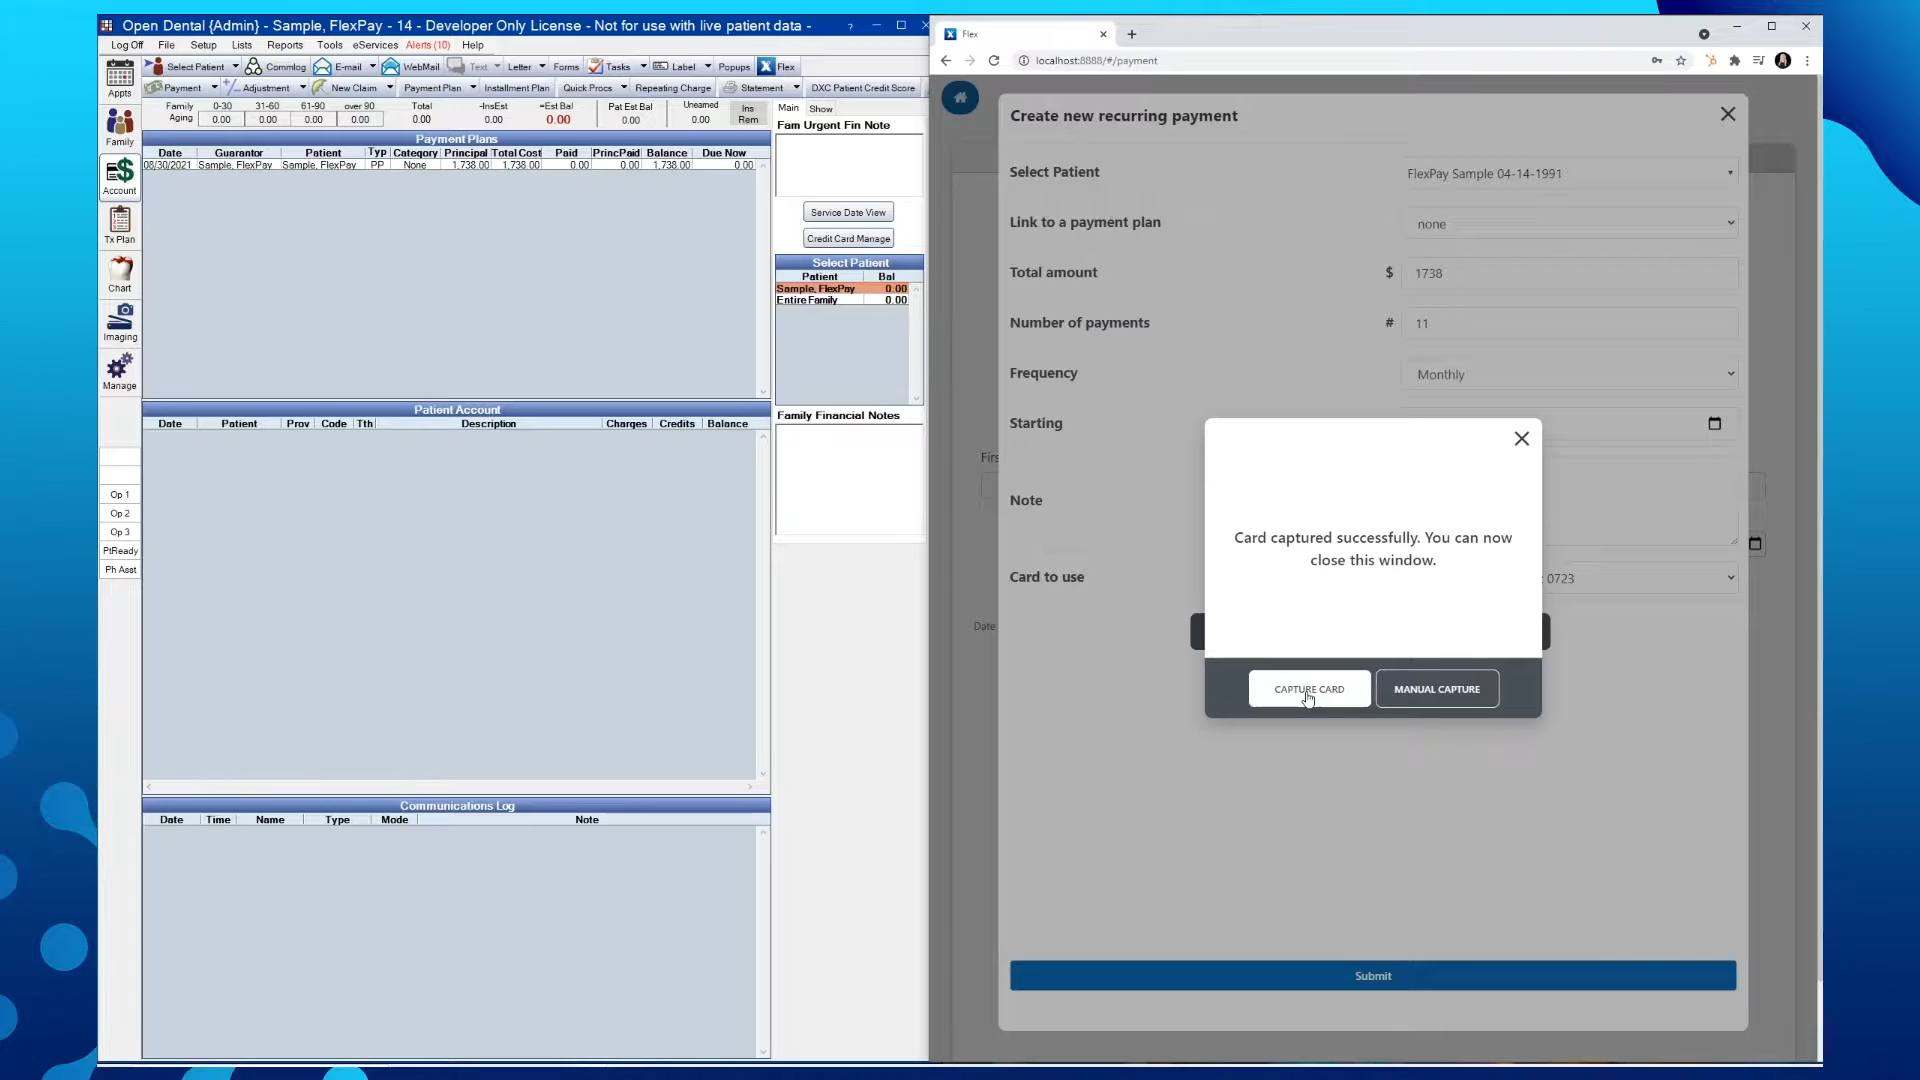 Open Dental {Admin} - Sample, FlexPay - 14 - Developer Only License - Not for use with live patient data -
Log Off File Setup Lists Reports Tools eServices Alerts (10) Help
Select Patient Commlog E-mail WebMail Text Letter Forms Tasks Label Popups Flex
Payment Adjustment New Claim Payment Plan Installment Plan Quick Procs Repeating Charge Statement DXC Patient Credit Score
Family Aging
0-30 31-60 61-90 over 90 Total -InsEst =Est Bal Pat Est Bal Unearned Ins Rem
0.00 0.00 0.00 0.00 0.00 0.00 0.00 0.00 0.00
Appts
Family
Account
Tx Plan
Chart
Imaging
Manage
Op 1
Op 2
Op 3
PtReady
Ph Asst
Payment Plans
Date Guarantor Patient Typ Category Principal Total Cost Paid PrincPaid Balance Due Now
08/30/2021 Sample, FlexPay Sample, FlexPay PP None 1,738.00 1,738.00 0.00 0.00 1,738.00 0.00
Patient Account
Date Patient Prov Code Tth Description Charges Credits Balance
Communications Log
Date Time Name Type Mode Note
Main Show
Fam Urgent Fin Note
Service Date View
Credit Card Manage
Select Patient
Patient Bal
Sample, FlexPay 0.00
Entire Family 0.00
Family Financial Notes
Flex
localhost:8888/#/payment
Create new recurring payment
Select Patient FlexPay Sample 04-14-1991
Link to a payment plan none
Total amount $ 1738
Number of payments # 11
Frequency Monthly
Starting
Firs
Note
Card to use : 0723
Date
Card captured successfully. You can now
close this window.
CAPTURE CARD MANUAL CAPTURE
Submit